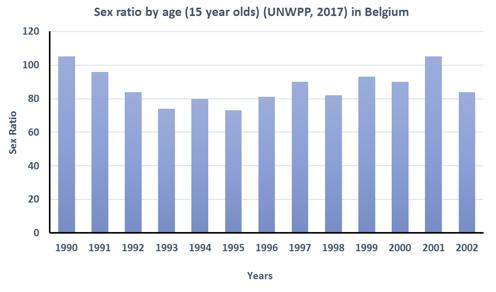 Sex ratio by age (15 year olds) (UNWPP, 2017) in Belgium
120
100
80
60
40
20
0
Sex Ratio
1990 1991 1992 1993 1994 1995 1996 1997 1998 1999 2000 2001 2002
Years